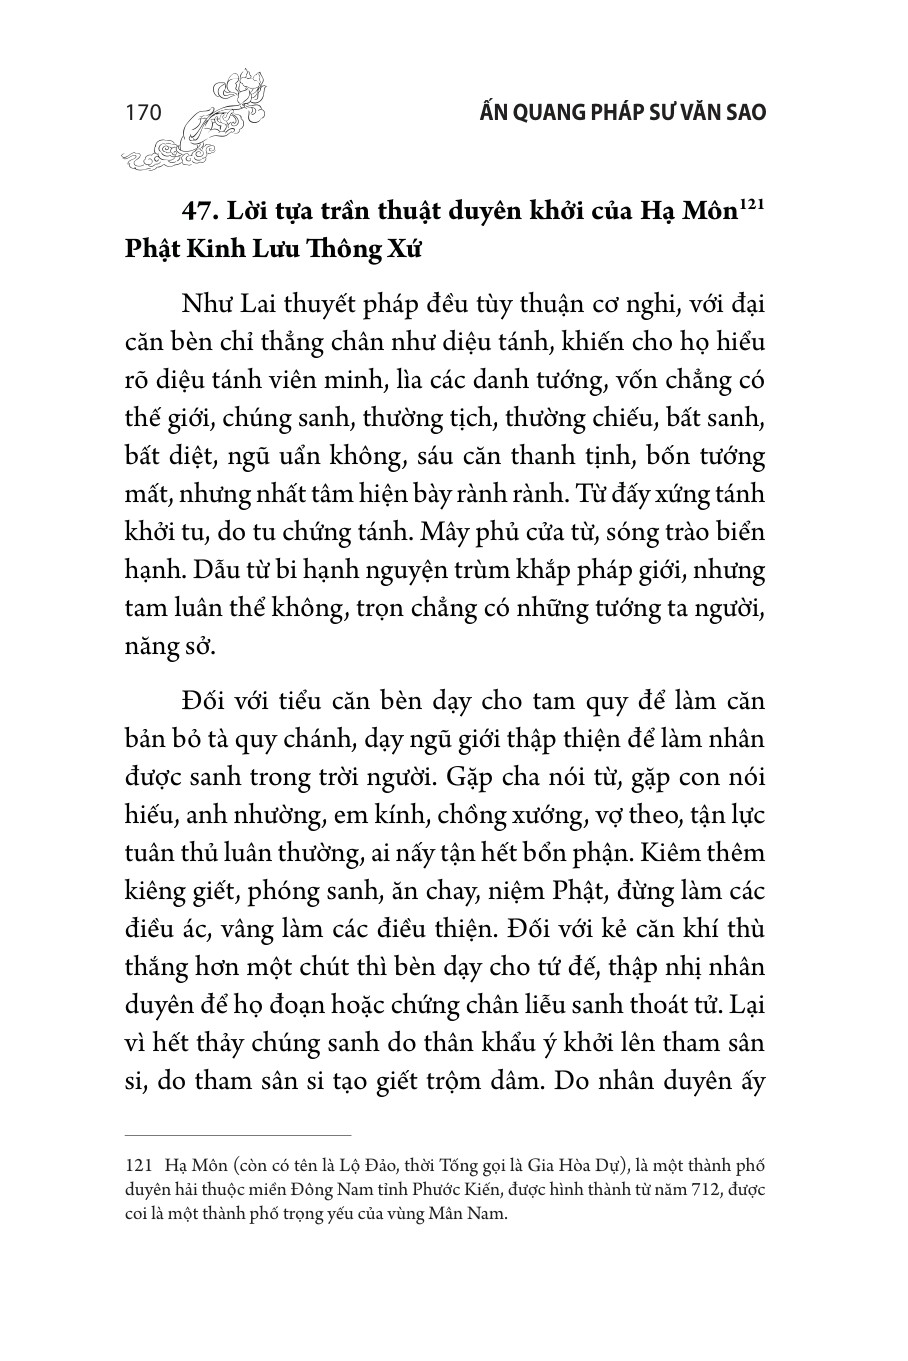 170
ẤN QUANG PHÁP SƯ VĂN SAO
47. Lời tựa trần thuật duyên khởi của Hạ Môn¹²¹
Phật Kinh Lưu Thông Xứ
Như Lai thuyết pháp đều tùy thuận cơ nghi, với đại
căn bèn chỉ thẳng chân như diệu tánh, khiến cho họ hiểu
rõ diệu tánh viên minh, lìa các danh tướng, vốn chẳng có
thế giới, chúng sanh, thường tịch, thường chiếu, bất sanh,
bất diệt, ngũ uẩn không, sáu căn thanh tịnh, bốn tướng
mất, nhưng nhất tâm hiện bày rành rành. Từ đấy xứng tánh
khởi tu, do tu chứng tánh. Mây phủ cửa từ, sóng trào biển
hạnh. Dẫu từ bi hạnh nguyện trùm khắp pháp giới, nhưng
tam luân thể không, trọn chẳng có những tướng ta người,
năng sở.
Đối với tiểu căn bèn dạy cho tam quy để làm căn
bản bỏ tà quy chánh, dạy ngũ giới thập thiện để làm nhân
được sanh trong trời người. Gặp cha nói từ, gặp con nói
hiếu, anh nhường, em kính, chồng xướng, vợ theo, tận lực
tuân thủ luân thường, ai nấy tận hết bổn phận. Kiêm thêm
kiêng giết, phóng sanh, ăn chay, niệm Phật, đừng làm các
điều ác, vâng làm các điều thiện. Đối với kẻ căn khí thù
thắng hơn một chút thì bèn dạy cho tứ đế, thập nhị nhân
duyên để họ đoạn hoặc chứng chân liễu sanh thoát tử. Lại
vì hết thảy chúng sanh do thân khẩu ý khởi lên tham sân
si, do tham sân si tạo giết trộm dâm. Do nhân duyên ấy
121 Hạ Môn (còn có tên là Lộ Đảo, thời Tống gọi là Gia Hòa Dự), là một thành phố
duyên hải thuộc miền Đông Nam tỉnh Phước Kiến, được hình thành từ năm 712, được
coi là một thành phố trọng yếu của vùng Mân Nam.